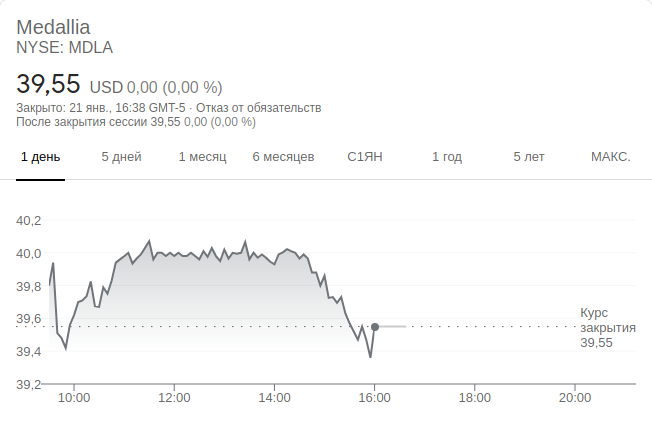 Medallia
NYSE: MDLA
39,55 USD 0,00 (0,00 %)
Закрыто: 21 янв., 16:38 GMT-5 · Отказ от обязательств
После закрытия сессии 39,55 0,00 (0,00 %)
1 день 5 дней 1 месяц 6 месяцев С1ЯН 1 год 5 лет МАКС.
40,2
40,0
39,8
39,6
39,4
39,2
Курс
закрытия
39,55
10:00 12:00 14:00 16:00 18:00 20:00